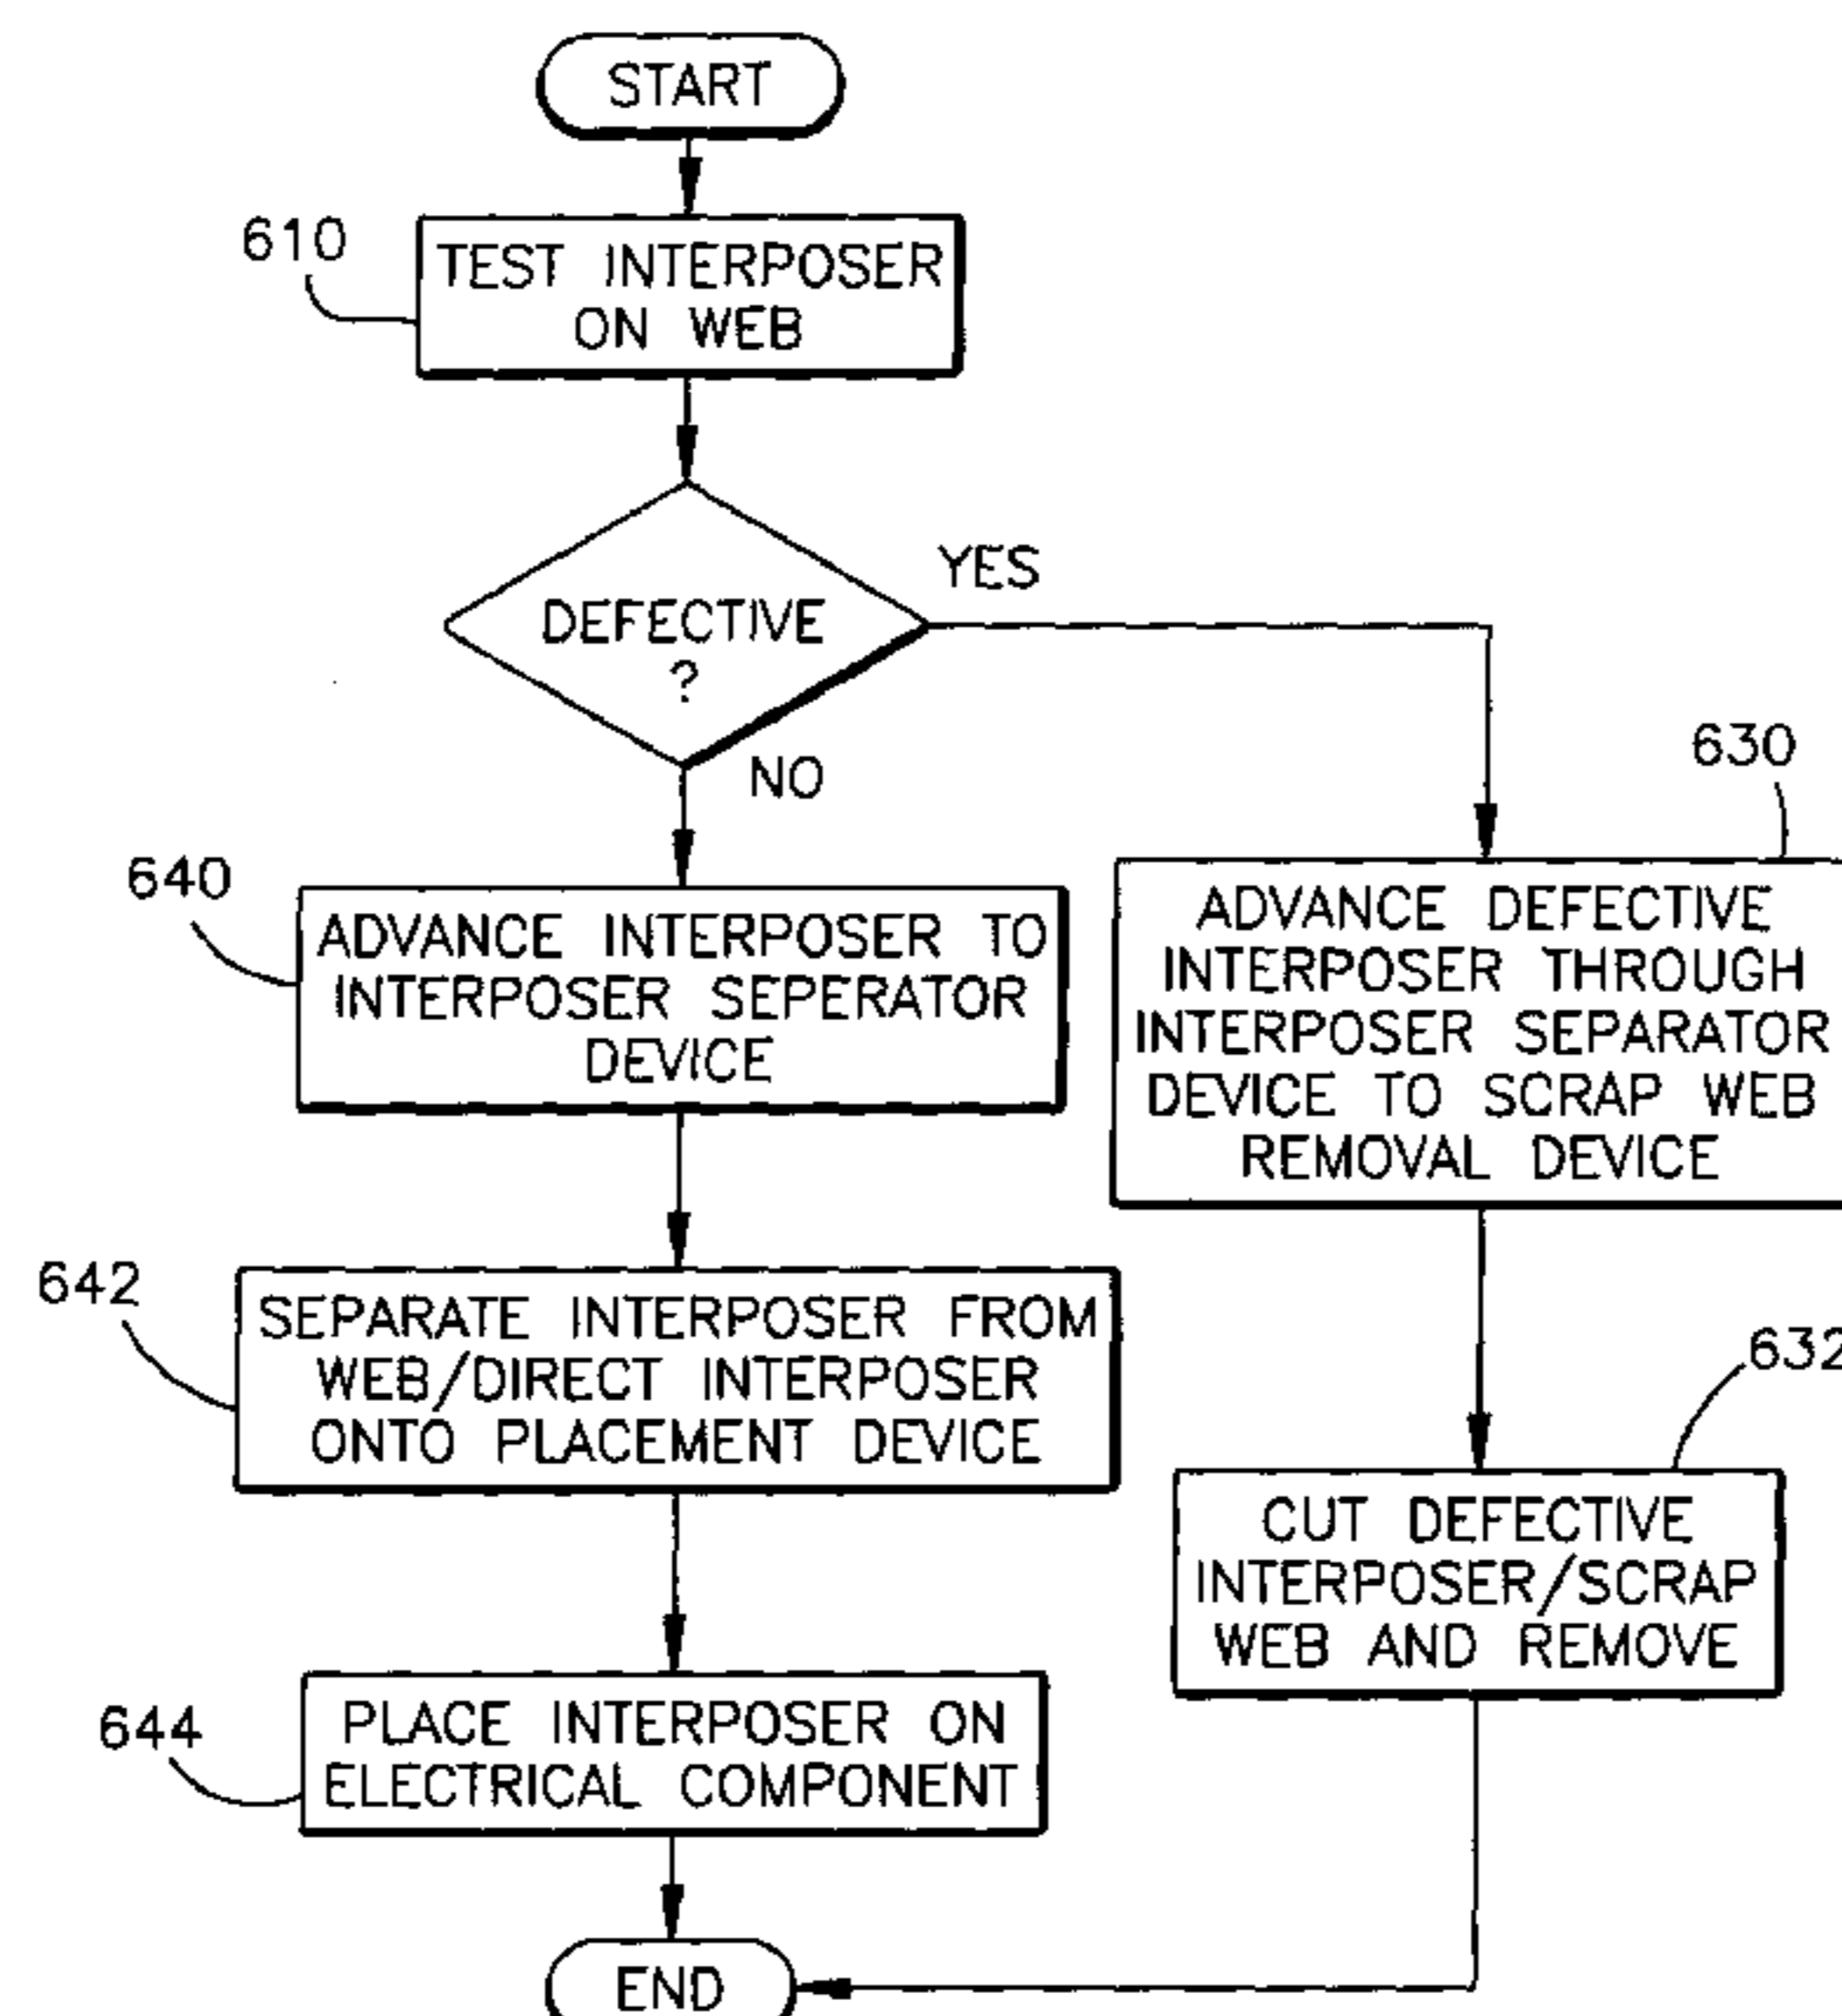 START
610
TEST INTERPOSER
ON WEB
DEFECTIVE
?
YES
NO
630
640
ADVANCE INTERPOSER TO
INTERPOSER SEPERATOR
DEVICE
ADVANCE DEFECTIVE
INTERPOSER THROUGH
INTERPOSER SEPARATOR
DEVICE TO SCRAP WEB
REMOVAL DEVICE
642
SEPARATE INTERPOSER FROM
WEB/DIRECT INTERPOSER
ONTO PLACEMENT DEVICE
632
CUT DEFECTIVE
INTERPOSER/SCRAP
WEB AND REMOVE
644
PLACE INTERPOSER ON
ELECTRICAL COMPONENT
END